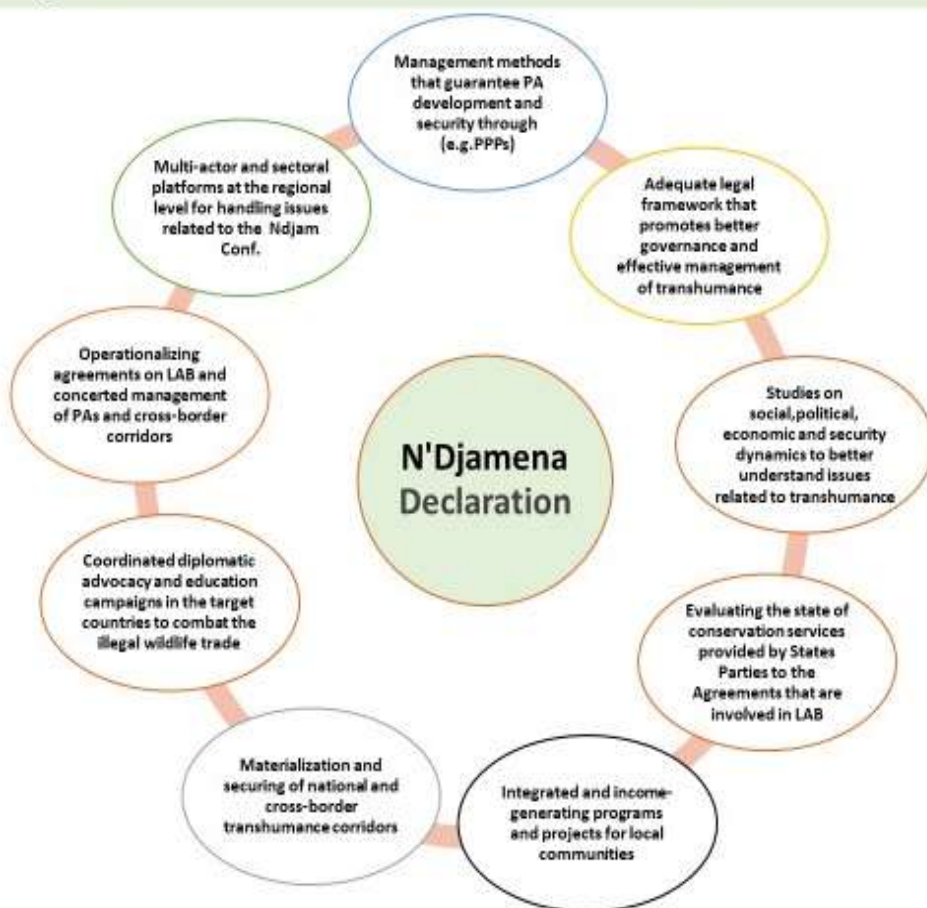 Management methods
that guarantee PA
development and
security through
(e.g.PPPs)
Adequate legal
framework that
promotes better
governance and
effective management
of transhumance
Studies on
social,political,
economic and security
dynamics to better
understand issues
related to transhumance
Evaluating the state of
conservation services
provided by States
Parties to the
Agreements that are
involved in LAB
Integrated and income-
generating programs
and projects for local
communities
Materialization and
securing of national and
cross-border
transhumance corridors
Coordinated diplomatic
advocacy and education
campaigns in the target
countries to combat the
illegal wildlife trade
Operationalizing
agreements on LAB and
concerted management
of PAs and cross-border
corridors
Multi-actor and sectoral
platforms at the regional
level for handling issues
related to the Ndjam
Conf.
N'Djamena
Declaration